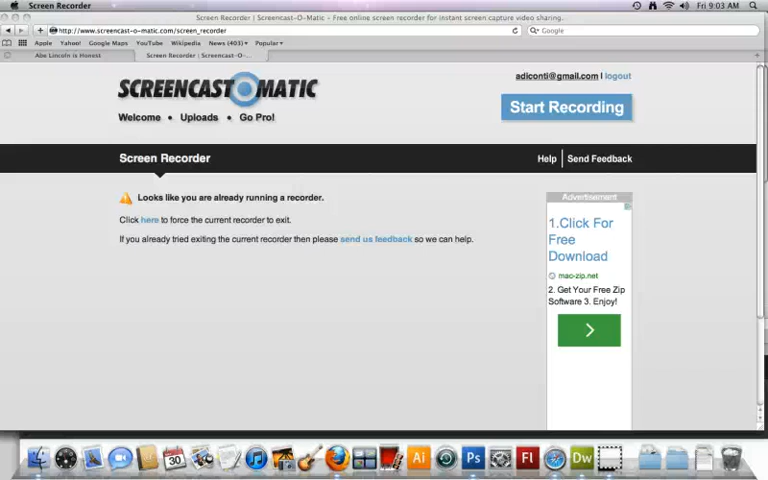 Screen Recorder
Fri 9:03 AM
Screen Recorder | Screencast-O-Matic - Free online screen recorder for instant screen capture video sharing.
http://www.screencast-o-matic.com/screen_recorder
Google
Apple Yahoo! Google Maps YouTube Wikipedia News (403) Popular
Abe Lincoln is Honest
Screen Recorder | Screencast-O-...
SCREENCAST-O-MATIC
adiconti@gmail.com | logout
Start Recording
Welcome • Uploads • Go Pro!
Screen Recorder
Help | Send Feedback
Looks like you are already running a recorder.
Click here to force the current recorder to exit.
If you already tried exiting the current recorder then please send us feedback so we can help.
Advertisement
1.Click For
Free
Download
mac-zip.net
2. Get Your Free Zip
Software 3. Enjoy!
30
Ai
Ps
Fl
Dw